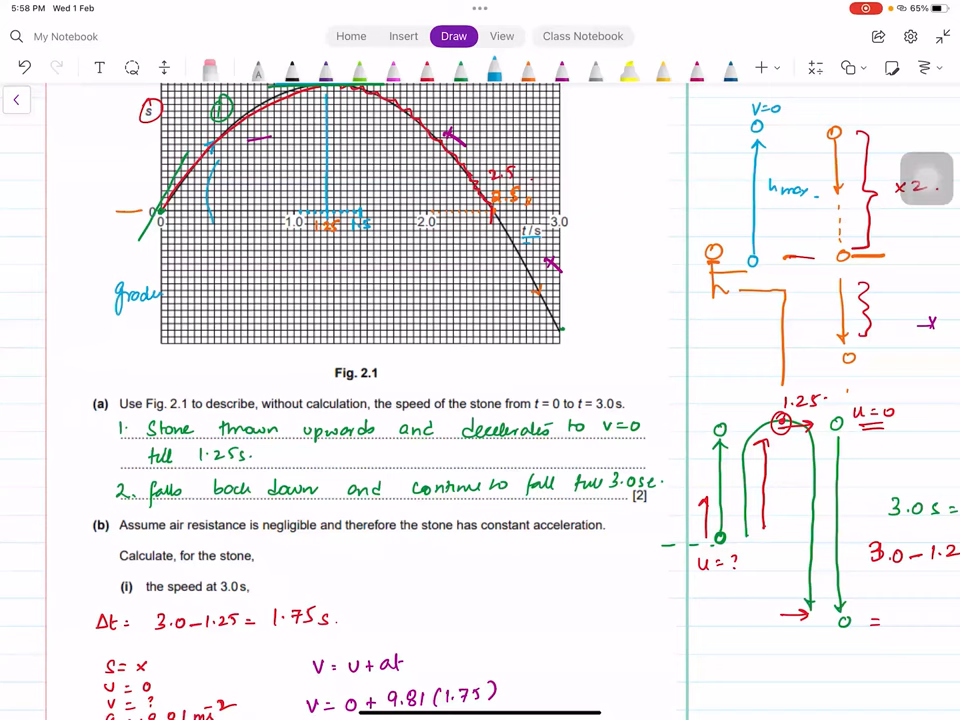 5:58 PM Wed 1 Feb
65%
My Notebook
Home Insert Draw View Class Notebook
s
0
0
1.0
1.25
1.5
2.0
2.5
2.5
t / s
3.0
gradu
Fig. 2.1
(a) Use Fig. 2.1 to describe, without calculation, the speed of the stone from t = 0 to t = 3.0 s.
1. Stone thrown upwards and decelerates to v=0
till 1.25s.
2. falls back down and continue to fall till 3.0se.
[2]
(b) Assume air resistance is negligible and therefore the stone has constant acceleration.
Calculate, for the stone,
(i) the speed at 3.0 s,
Δt = 3.0 - 1.25 = 1.75 s.
s = x
u = 0
v = ?
a = 9.81 ms⁻²
v = u + at
v = 0 + 9.81 (1.75)
v=0
hmax.
x 2.
h
1.25.
u=0
u = ?
3.0 s =
3.0 - 1.2
=